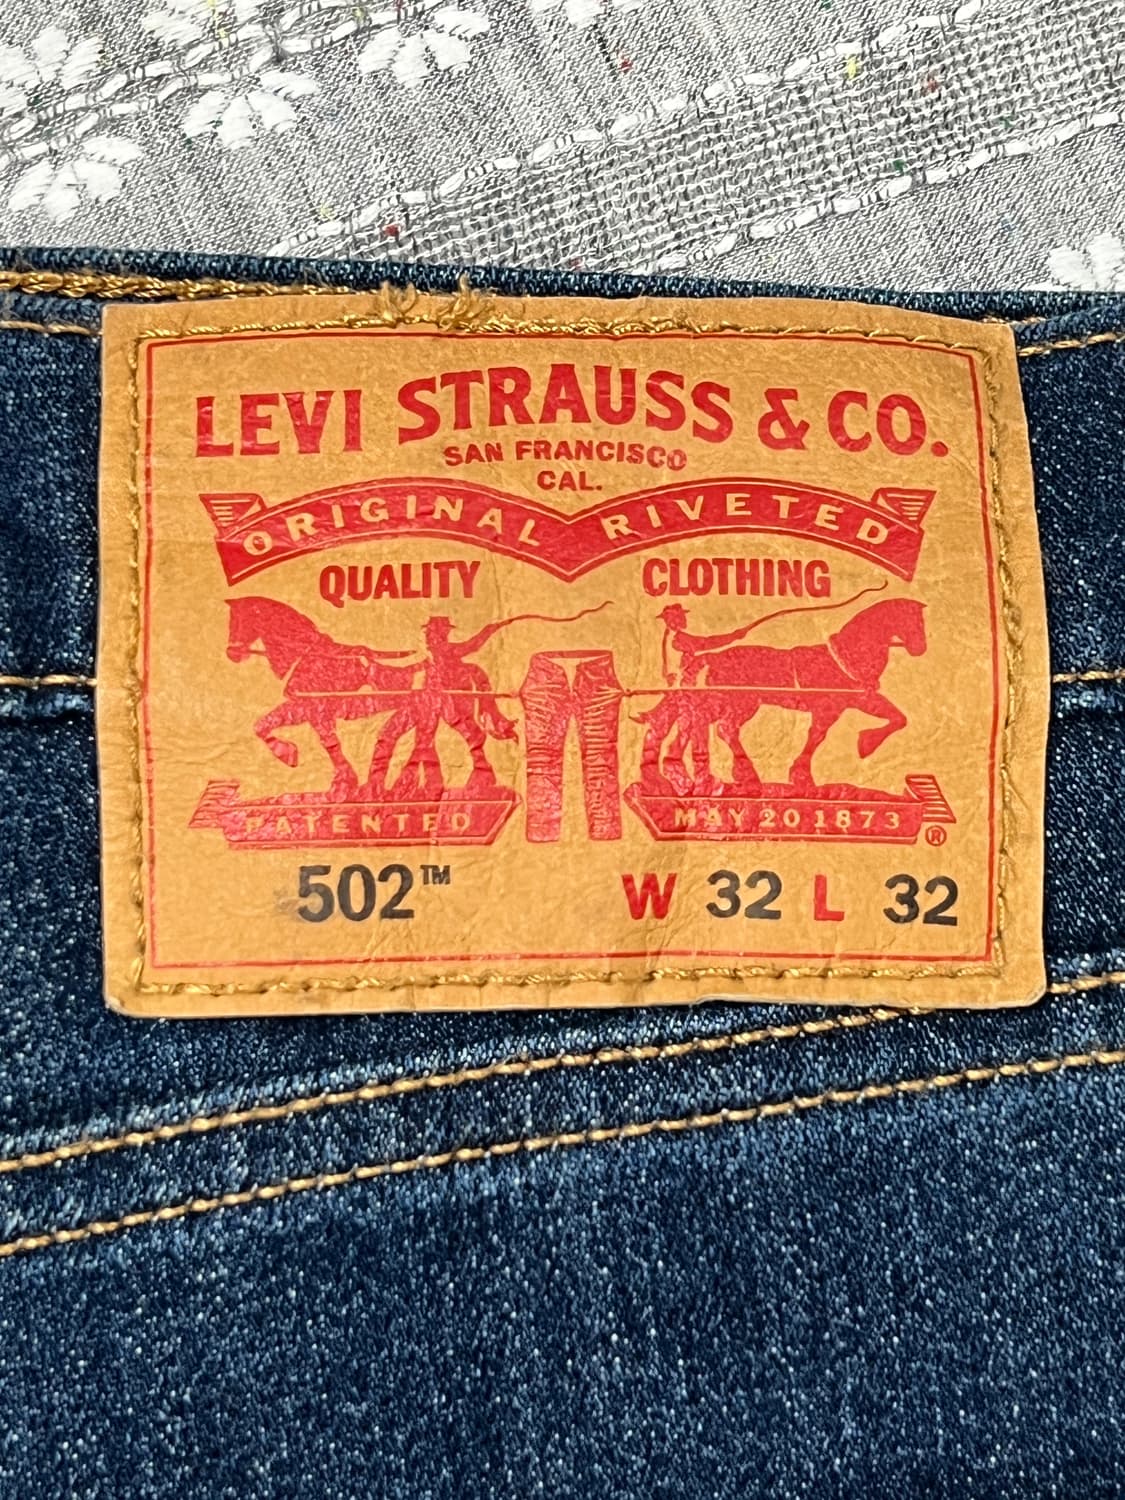 LEVI STRAUSS & CO.
SAN FRANCISCO
CAL.
ORIGINAL RIVETED
QUALITY CLOTHING
PATENTED MAY 20 1873 ®
502™ W 32 L 32